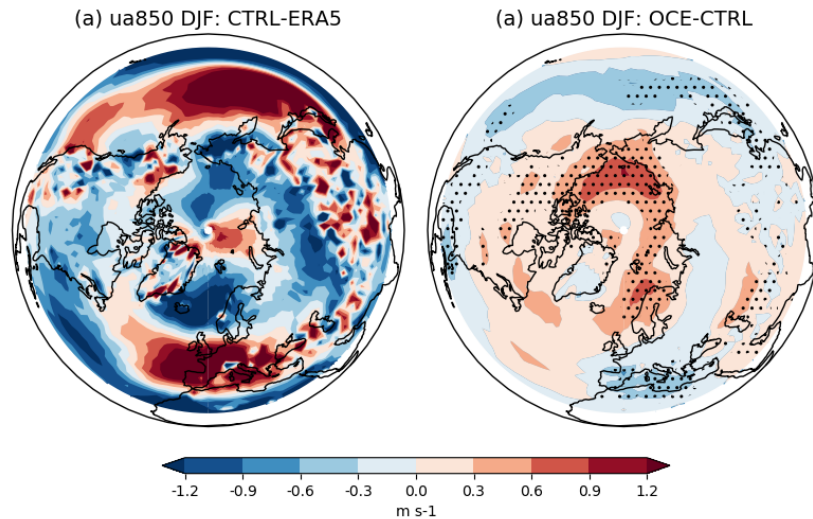 (a) ua850 DJF: CTRL-ERA5
(a) ua850 DJF: OCE-CTRL
-1.2 -0.9 -0.6 -0.3 0.0 0.3 0.6 0.9 1.2
m s-1